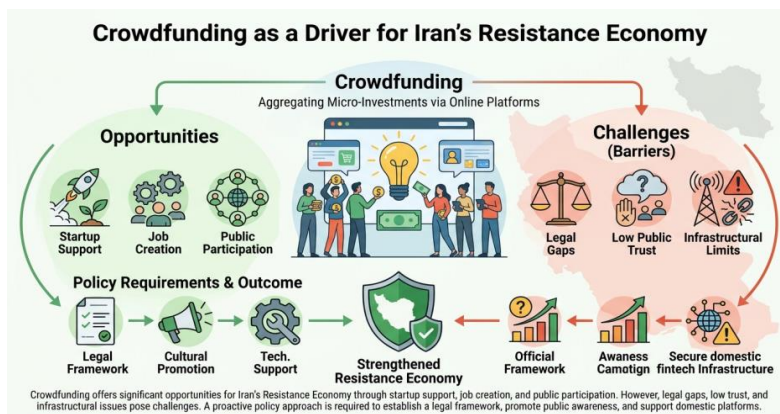 Crowdfunding as a Driver for Iran's Resistance Economy
Crowdfunding
Aggregating Micro-Investments via Online Platforms
Opportunities
Startup
Support
Job
Creation
Public
Participation
Challenges
(Barriers)
Legal
Gaps
Low Public
Trust
Infrastructural
Limits
Policy Requirements & Outcome
Legal
Framework
Cultural
Promotion
Tech.
Support
Strengthened
Resistance Economy
Official
Framework
Awaness
Camotign
Secure domestic
fintech Infrastructure
Crowdfunding offers significant opportunities for Iran's Resistance Economy through startup support, job creation, and public participation. However, legal gaps, low trust, and
infrastructural issues pose challenges. A proactive policy approach is required to establish a legal framework, promote public awareness, and support domestic platforms.